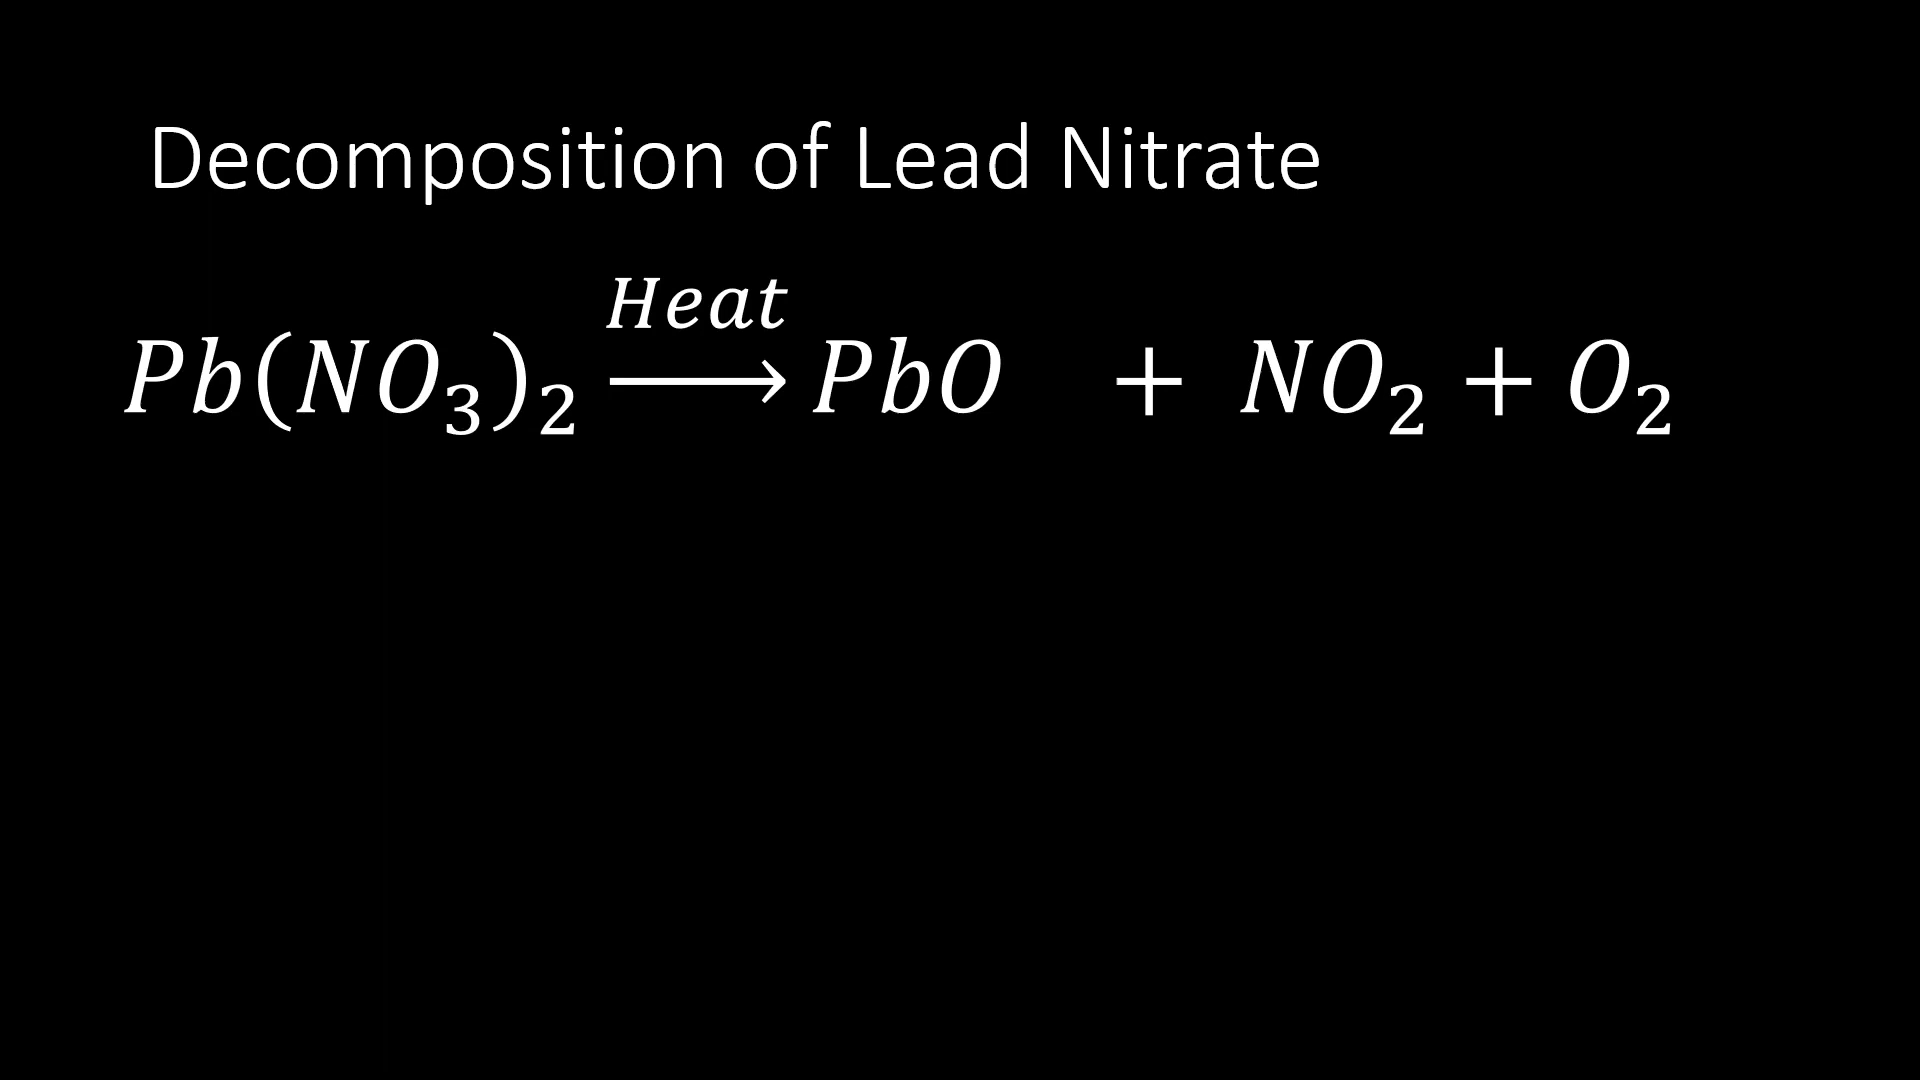 Decomposition of Lead Nitrate
Heat
Pb(NO₃)₂ ⟶ PbO + NO₂ + O₂